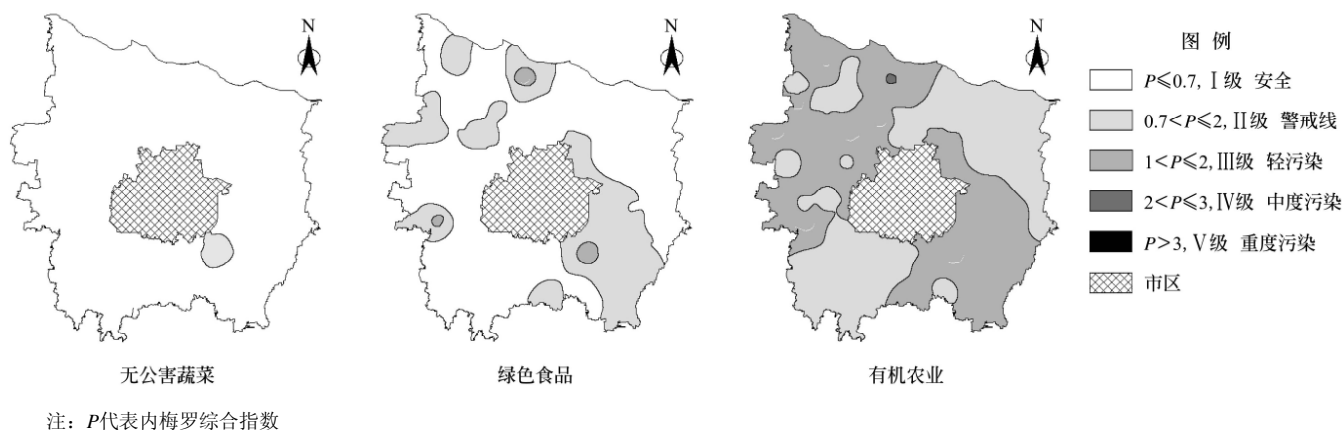 N
N
N
图 例
P≤0.7, Ⅰ级 安全
0.7<P≤2, Ⅱ级 警戒线
1<P≤2, Ⅲ级 轻污染
2<P≤3, Ⅳ级 中度污染
P>3, Ⅴ级 重度污染
市区
无公害蔬菜
绿色食品
有机农业
注：P代表内梅罗综合指数